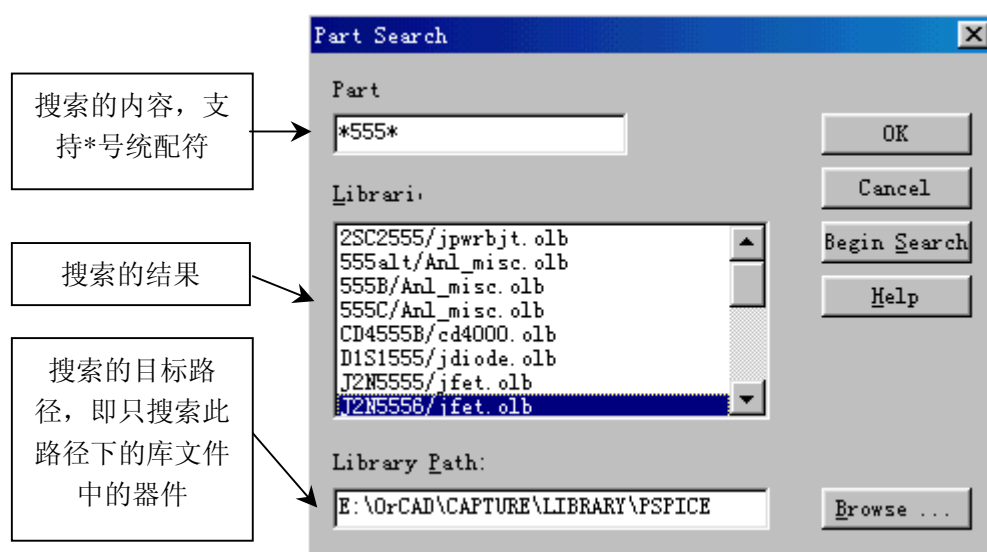 Part Search
搜索的内容，支
持*号统配符
Part
*555*
OK
Cancel
Librari
搜索的结果
2SC2555/jpwrbjt.olb
555alt/Anl_misc.olb
555B/Anl_misc.olb
555C/Anl_misc.olb
CD4555B/cd4000.olb
D1S1555/jdiode.olb
J2N5555/jfet.olb
J2N5556/jfet.olb
Begin Search
Help
搜索的目标路
径，即只搜索此
路径下的库文件
中的器件
Library Path:
E:\OrCAD\CAPTURE\LIBRARY\PSPICE
Browse ...